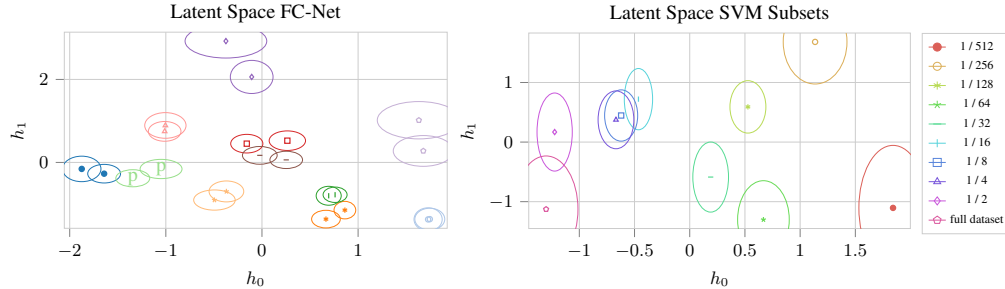 Latent Space FC-Net
2
0
h1
p
p
−2
−1
0
1
h0
Latent Space SVM Subsets
1
0
−1
h1
−1
−0.5
0
0.5
1
1.5
h0
1 / 512
1 / 256
1 / 128
1 / 64
1 / 32
1 / 16
1 / 8
1 / 4
1 / 2
full dataset